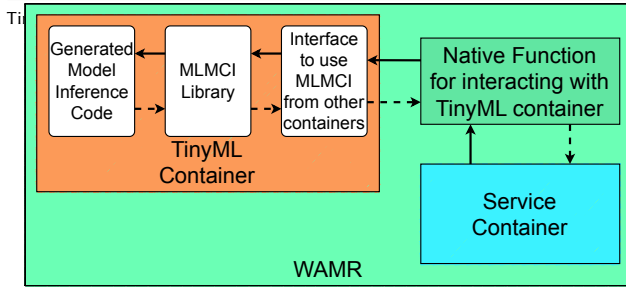 Generated
Model
Inference
Code
MLMCI
Library
Interface
to use
MLMCI
from other
containers
Native Function
for interacting with
TinyML container
TinyML
Container
Service
Container
WAMR